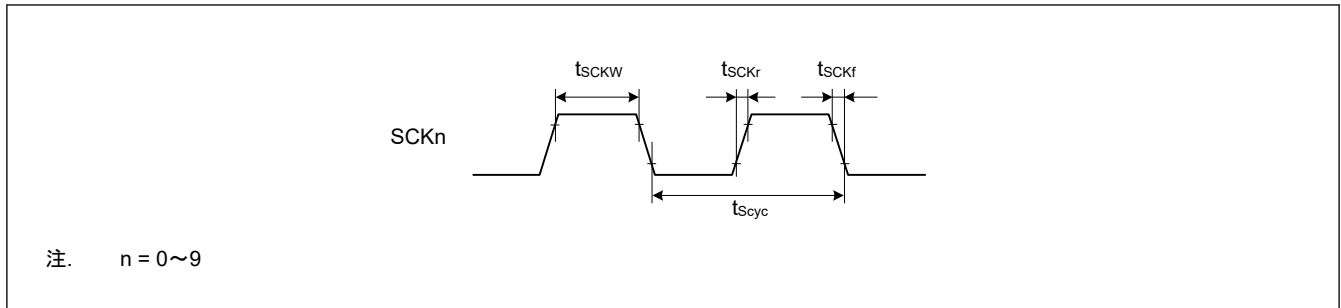 tSCKW tSCKr tSCKf
SCKn
tScyc
注. n = 0～9